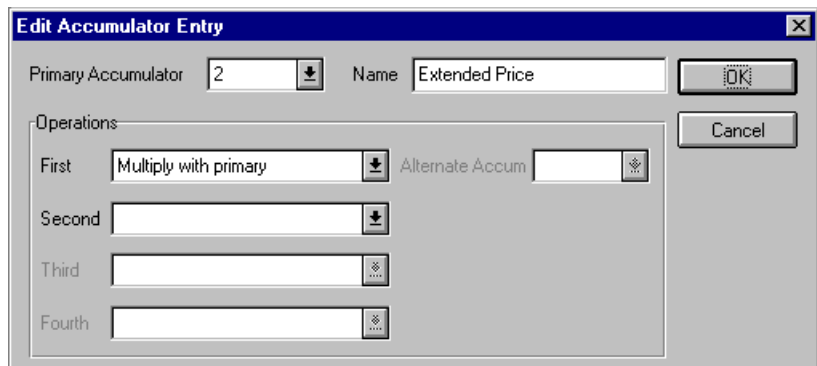 Edit Accumulator Entry
Primary Accumulator 2 Name Extended Price OK
Operations Cancel
First Multiply with primary Alternate Accum
Second
Third
Fourth